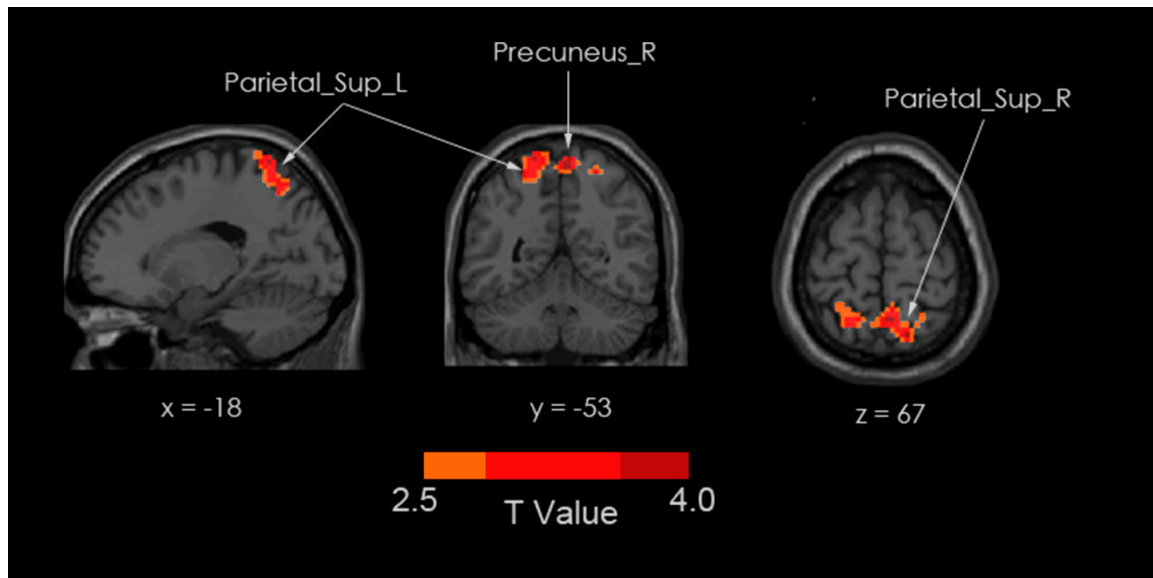 Precuneus_R
Parietal_Sup_L
Parietal_Sup_R
x = -18
y = -53
z = 67
2.5
T Value
4.0